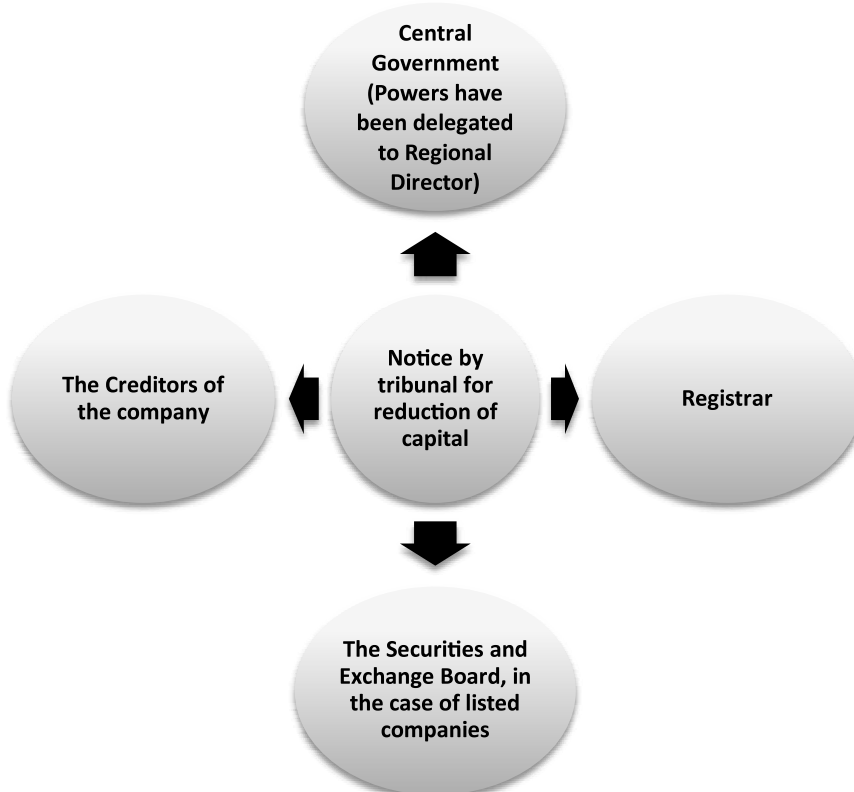 Central
Government
(Powers have
been delegated
to Regional
Director)
The Creditors of
the company
Notice by
tribunal for
reduction of
capital
Registrar
The Securities and
Exchange Board, in
the case of listed
companies